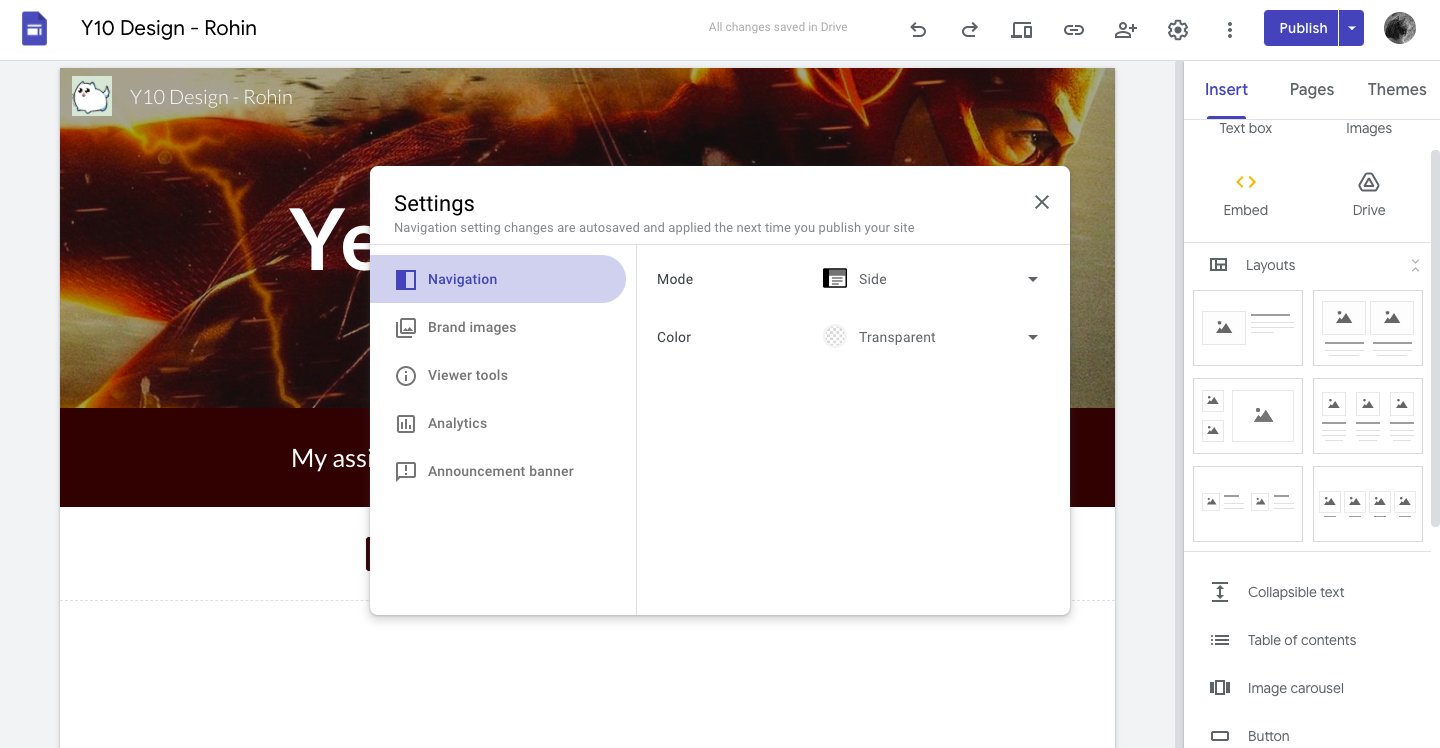 Y10 Design - Rohin
All changes saved in Drive
Publish
Y10 Design - Rohin
Ye
My assi
Settings
Navigation setting changes are autosaved and applied the next time you publish your site
Navigation
Brand images
Viewer tools
Analytics
Announcement banner
Mode
Side
Color
Transparent
Insert
Pages
Themes
Text box
Images
Embed
Drive
Layouts
Collapsible text
Table of contents
Image carousel
Button